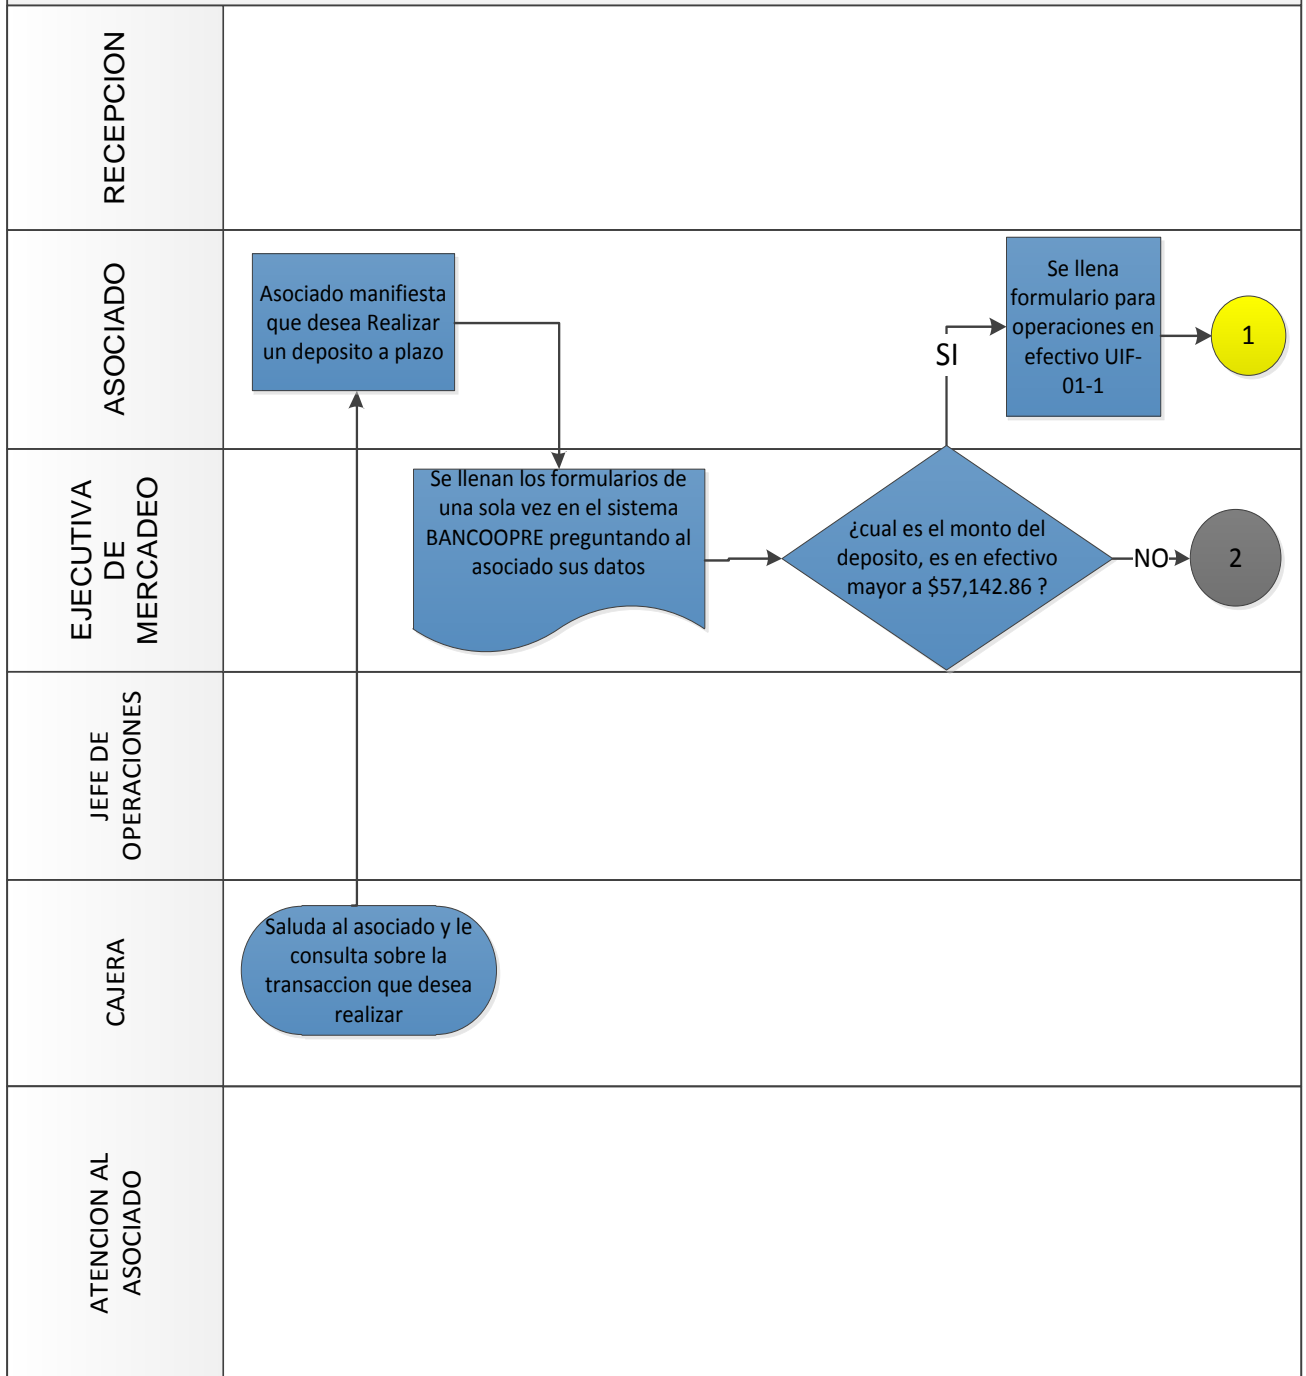 RECEPCION
ASOCIADO
Asociado manifiesta
que desea Realizar
un deposito a plazo
SI
Se llena
formulario para
operaciones en
efectivo UIF-
01-1
1
EJECUTIVA
DE
MERCADEO
Se llenan los formularios de
una sola vez en el sistema
BANCOOPRE preguntando al
asociado sus datos
¿cual es el monto del
deposito, es en efectivo
mayor a $57,142.86 ?
NO
2
JEFE DE
OPERACIONES
CAJERA
Saluda al asociado y le
consulta sobre la
transaccion que desea
realizar
ATENCION AL
ASOCIADO